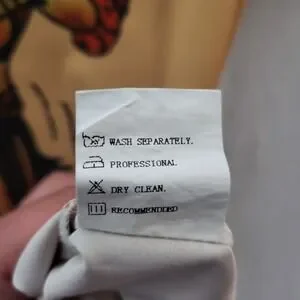 WASH SEPARATELY.
PROFESSIONAL
DRY CLEAN.
RECOMMENDED